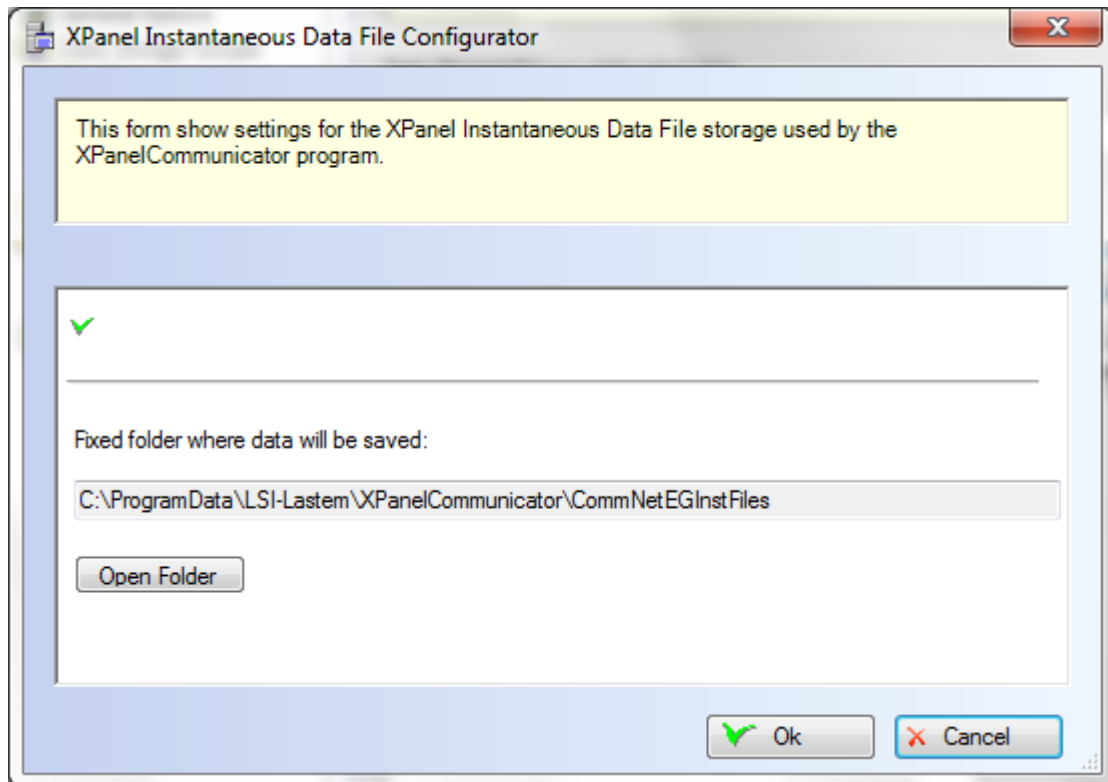 XPanel Instantaneous Data File Configurator
This form show settings for the XPanel Instantaneous Data File storage used by the
XPanelCommunicator program.
Fixed folder where data will be saved:
C:\ProgramData\LSI-Lastem\XPanelCommunicator\CommNetEGInstFiles
Open Folder
Ok
Cancel